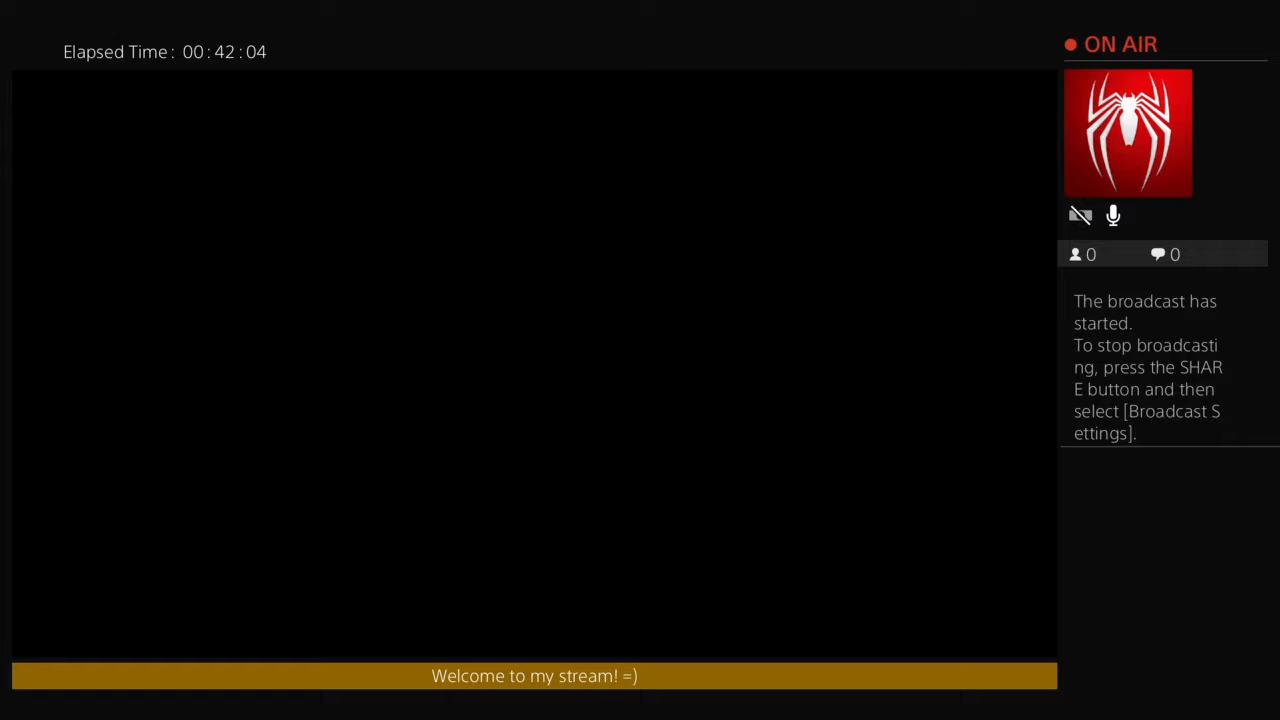 Elapsed Time: 00:42:04
ON AIR
0 0
The broadcast has
started.
To stop broadcasti
ng, press the SHAR
E button and then
select [Broadcast S
ettings].
Welcome to my stream! =)